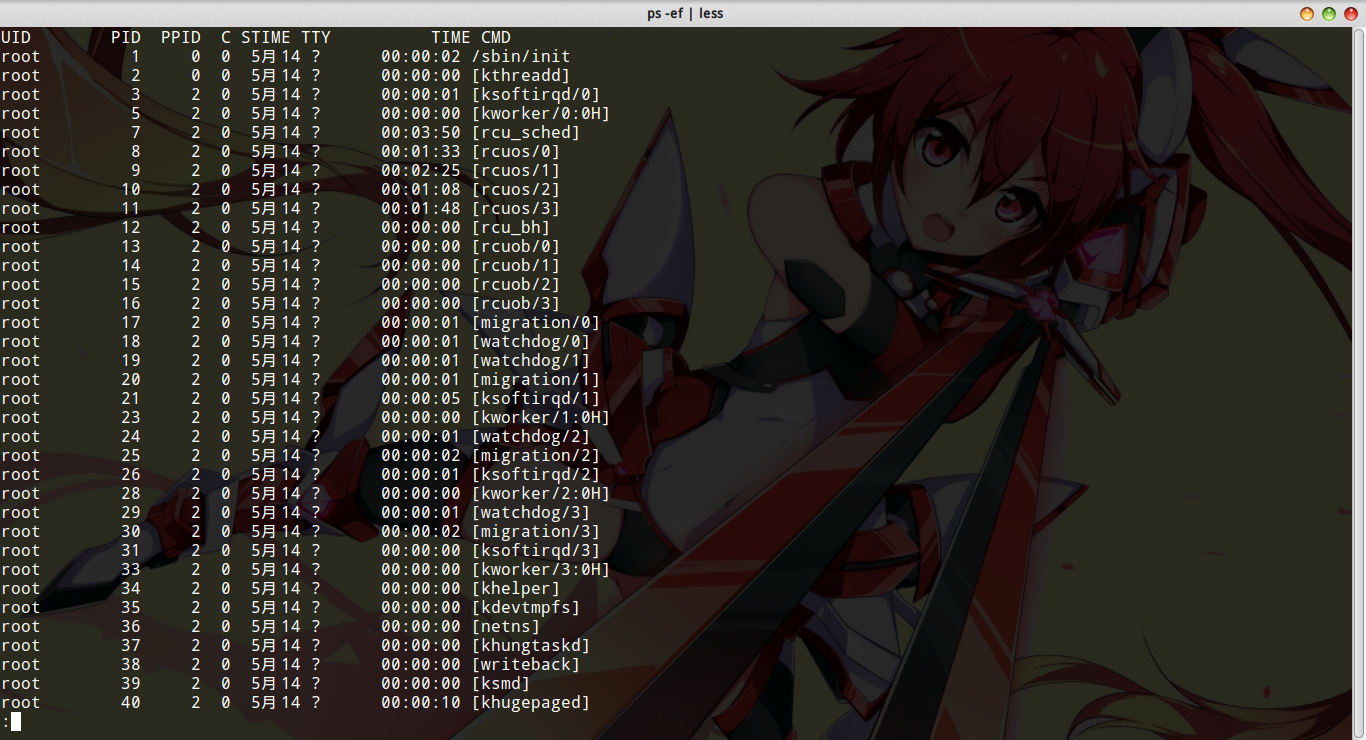 ps -ef | less
UID        PID  PPID  C STIME TTY          TIME CMD
root         1     0  0  5月14 ?       00:00:02 /sbin/init
root         2     0  0  5月14 ?       00:00:00 [kthreadd]
root         3     2  0  5月14 ?       00:00:01 [ksoftirqd/0]
root         5     2  0  5月14 ?       00:00:00 [kworker/0:0H]
root         7     2  0  5月14 ?       00:03:50 [rcu_sched]
root         8     2  0  5月14 ?       00:01:33 [rcuos/0]
root         9     2  0  5月14 ?       00:02:25 [rcuos/1]
root        10     2  0  5月14 ?       00:01:08 [rcuos/2]
root        11     2  0  5月14 ?       00:01:48 [rcuos/3]
root        12     2  0  5月14 ?       00:00:00 [rcu_bh]
root        13     2  0  5月14 ?       00:00:00 [rcuob/0]
root        14     2  0  5月14 ?       00:00:00 [rcuob/1]
root        15     2  0  5月14 ?       00:00:00 [rcuob/2]
root        16     2  0  5月14 ?       00:00:00 [rcuob/3]
root        17     2  0  5月14 ?       00:00:01 [migration/0]
root        18     2  0  5月14 ?       00:00:01 [watchdog/0]
root        19     2  0  5月14 ?       00:00:01 [watchdog/1]
root        20     2  0  5月14 ?       00:00:01 [migration/1]
root        21     2  0  5月14 ?       00:00:05 [ksoftirqd/1]
root        23     2  0  5月14 ?       00:00:00 [kworker/1:0H]
root        24     2  0  5月14 ?       00:00:01 [watchdog/2]
root        25     2  0  5月14 ?       00:00:02 [migration/2]
root        26     2  0  5月14 ?       00:00:01 [ksoftirqd/2]
root        28     2  0  5月14 ?       00:00:00 [kworker/2:0H]
root        29     2  0  5月14 ?       00:00:01 [watchdog/3]
root        30     2  0  5月14 ?       00:00:02 [migration/3]
root        31     2  0  5月14 ?       00:00:00 [ksoftirqd/3]
root        33     2  0  5月14 ?       00:00:00 [kworker/3:0H]
root        34     2  0  5月14 ?       00:00:00 [khelper]
root        35     2  0  5月14 ?       00:00:00 [kdevtmpfs]
root        36     2  0  5月14 ?       00:00:00 [netns]
root        37     2  0  5月14 ?       00:00:00 [khungtaskd]
root        38     2  0  5月14 ?       00:00:00 [writeback]
root        39     2  0  5月14 ?       00:00:00 [ksmd]
root        40     2  0  5月14 ?       00:00:10 [khugepaged]
: